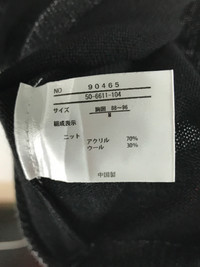 NO 90465
50-6611-104
サイズ 胸囲 88~96
M
組成表示
ニット アクリル 70%
ウール 30%
中国製